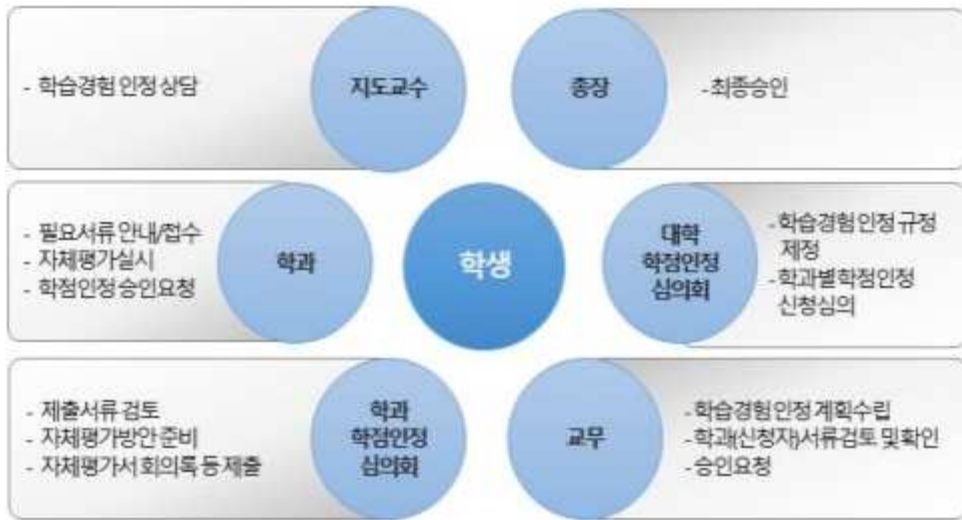 - 학습경험 인정 상담
지도교수
총장
- 최종승인
- 필요서류 안내/접수
- 자체평가실시
- 학점인정 승인요청
학과
학생
대학
학점인정
심의회
- 학습경험 인정 규정
제정
- 학과별 학점인정
신청심의
- 제출서류 검토
- 자체평가방안 준비
- 자체평가서 회의록 등 제출
학과
학점인정
심의회
교무
- 학습경험 인정 계획수립
- 학과(신청자)서류검토 및 확인
- 승인요청